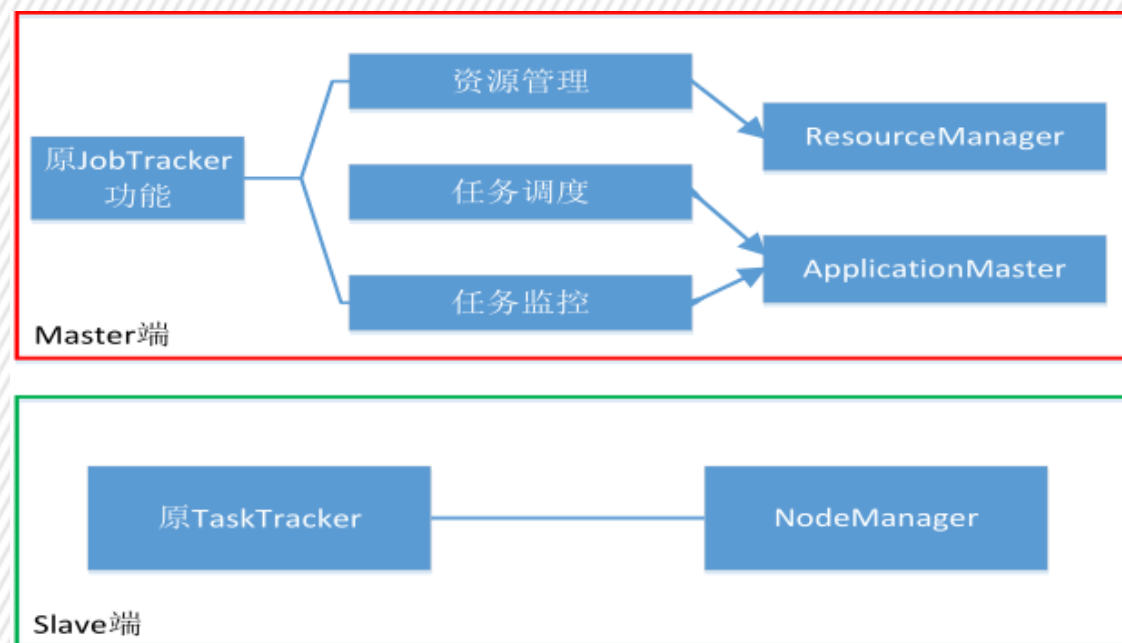 资源管理
ResourceManager
原JobTracker
功能
任务调度
ApplicationMaster
任务监控
Master端
原TaskTracker
NodeManager
Slave端